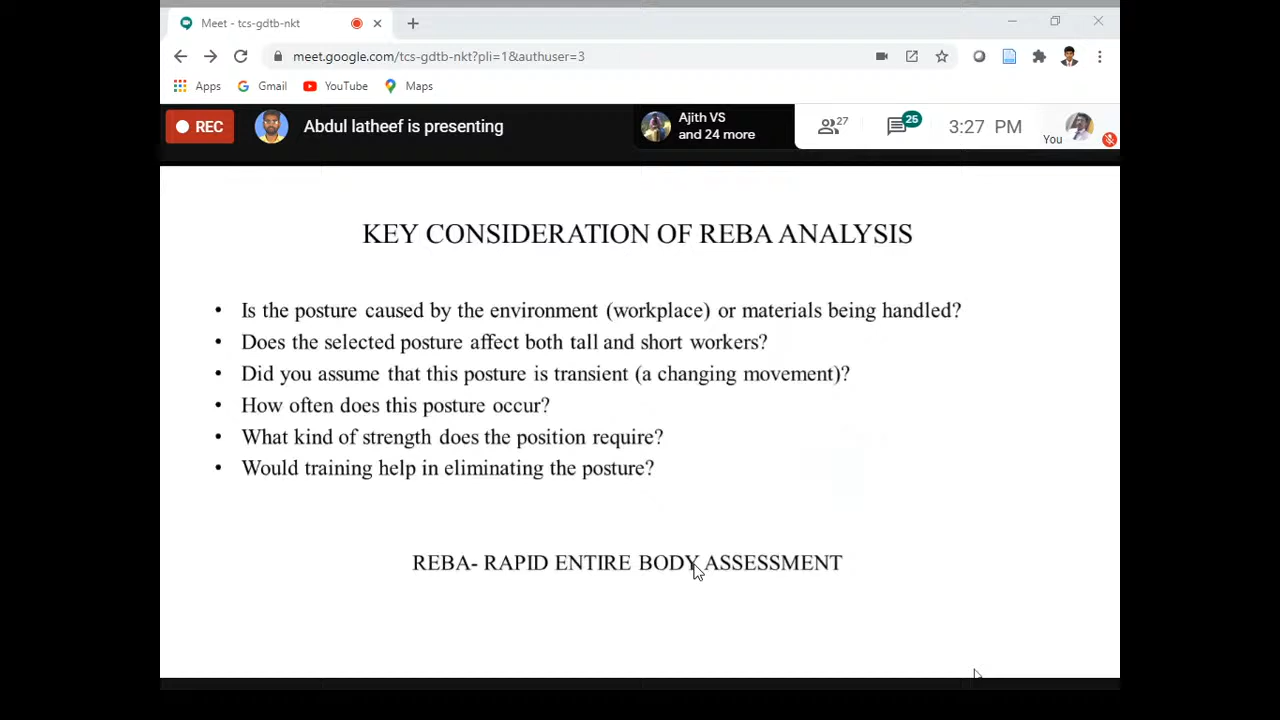 Meet - tcs-gdtb-nkt
meet.google.com/tcs-gdtb-nkt?pli=1&authuser=3
Apps Gmail YouTube Maps
REC Abdul latheef is presenting
Ajith VS
and 24 more
27
25
3:27 PM
You
KEY CONSIDERATION OF REBA ANALYSIS
• Is the posture caused by the environment (workplace) or materials being handled?
• Does the selected posture affect both tall and short workers?
• Did you assume that this posture is transient (a changing movement)?
• How often does this posture occur?
• What kind of strength does the position require?
• Would training help in eliminating the posture?
REBA- RAPID ENTIRE BODY ASSESSMENT